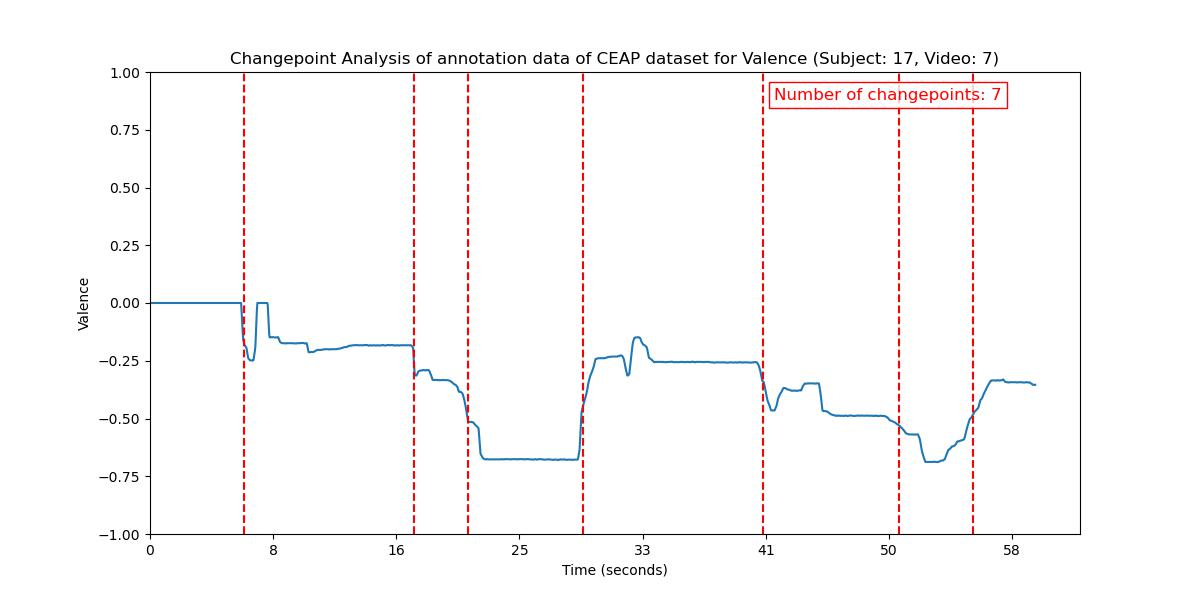 Changepoint Analysis of annotation data of CEAP dataset for Valence (Subject: 17, Video: 7)
Number of changepoints: 7
Valence
1.00
0.75
0.50
0.25
0.00
−0.25
−0.50
−0.75
−1.00
0 8 16 25 33 41 50 58
Time (seconds)